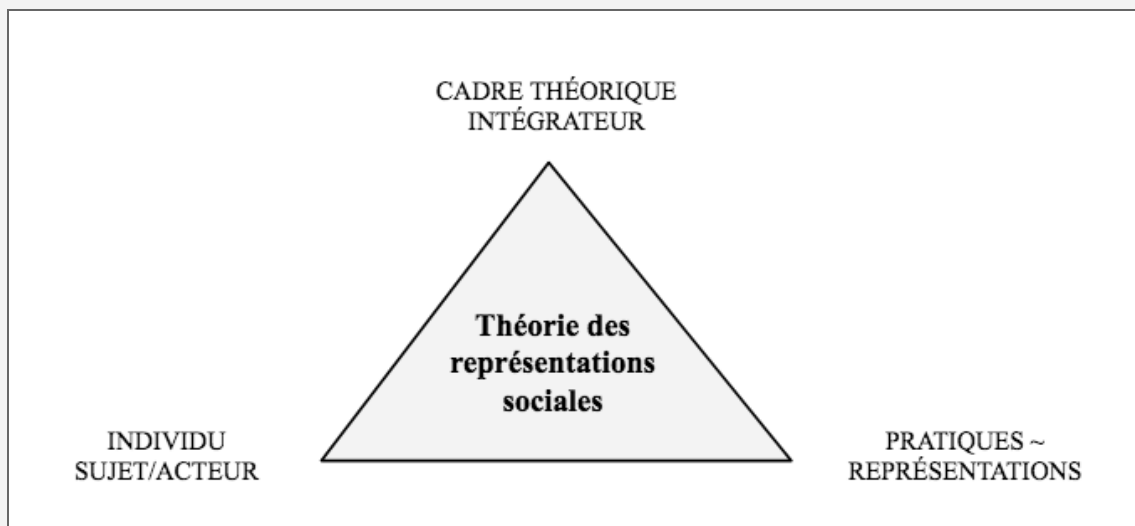 CADRE THÉORIQUE
INTÉGRATEUR
Théorie des
représentations
sociales
INDIVIDU
SUJET/ACTEUR
PRATIQUES ~
REPRÉSENTATIONS